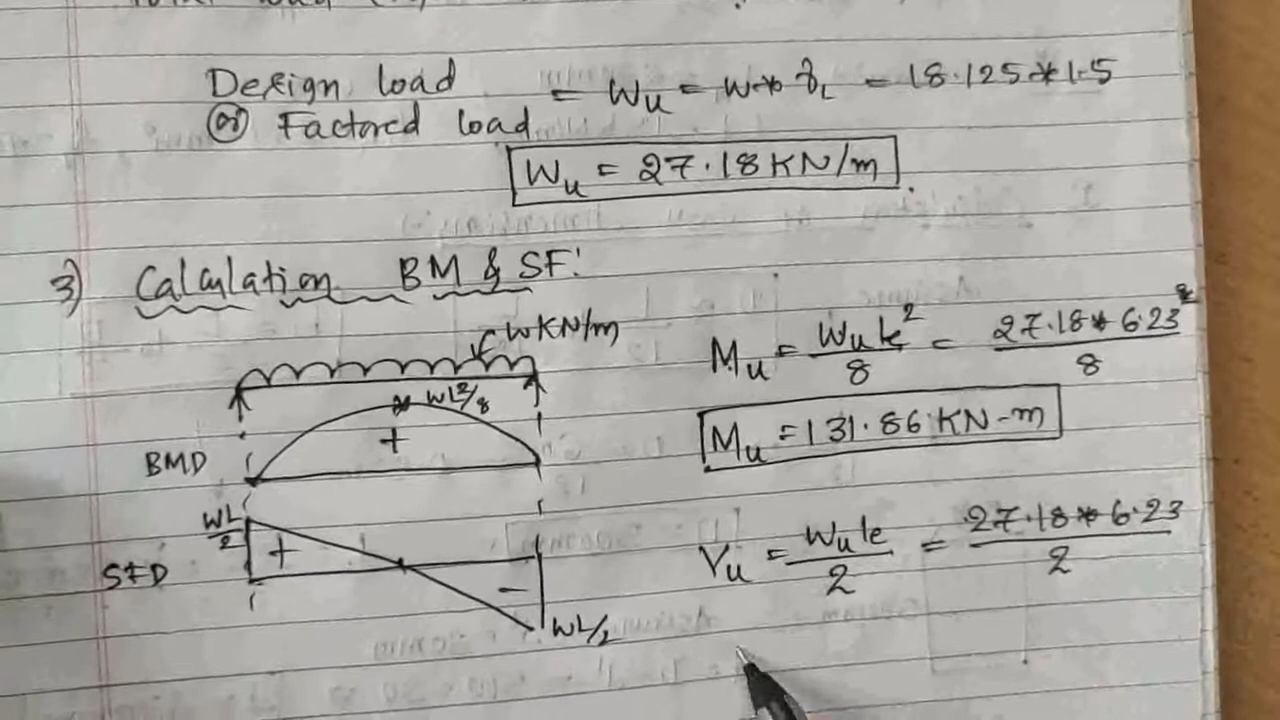 Design load = Wu = W * γL = 18.125 * 1.5
(or) Factored load
Wu = 27.18 KN/m
3) Calculation BM & SF:
W KN/m
WL²/8
+
BMD
WL/2
+
SFD
-
WL/2
Mu = Wu le²/8 = 27.18 * 6.23²/8
Mu = 131.86 KN-m
Vu = Wu le/2 = 27.18 * 6.23/2